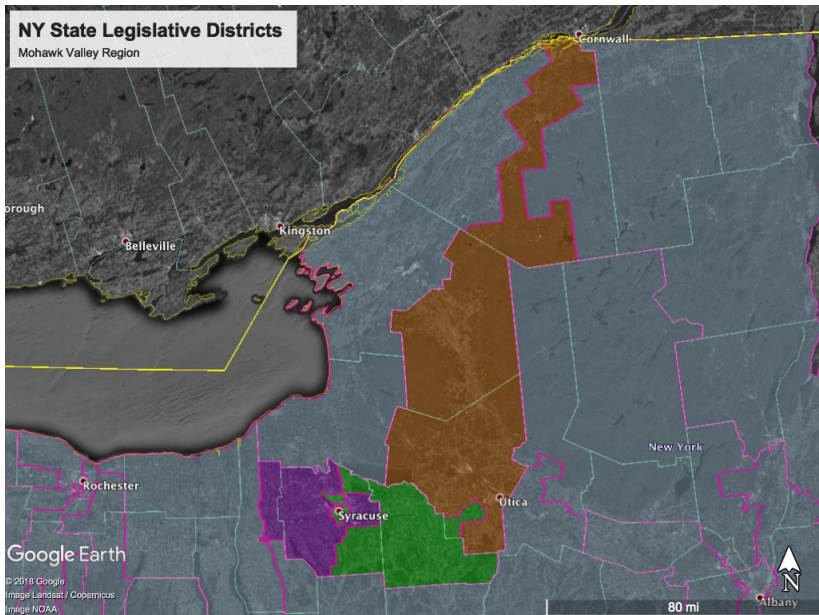 NY State Legislative Districts
Mohawk Valley Region
Cornwall
orough
Kingston
Belleville
New York
Rochester
Utica
Syracuse
Google Earth
© 2018 Google
Image Landsat / Copernicus
Image NOAA
N
80 mi
Albany